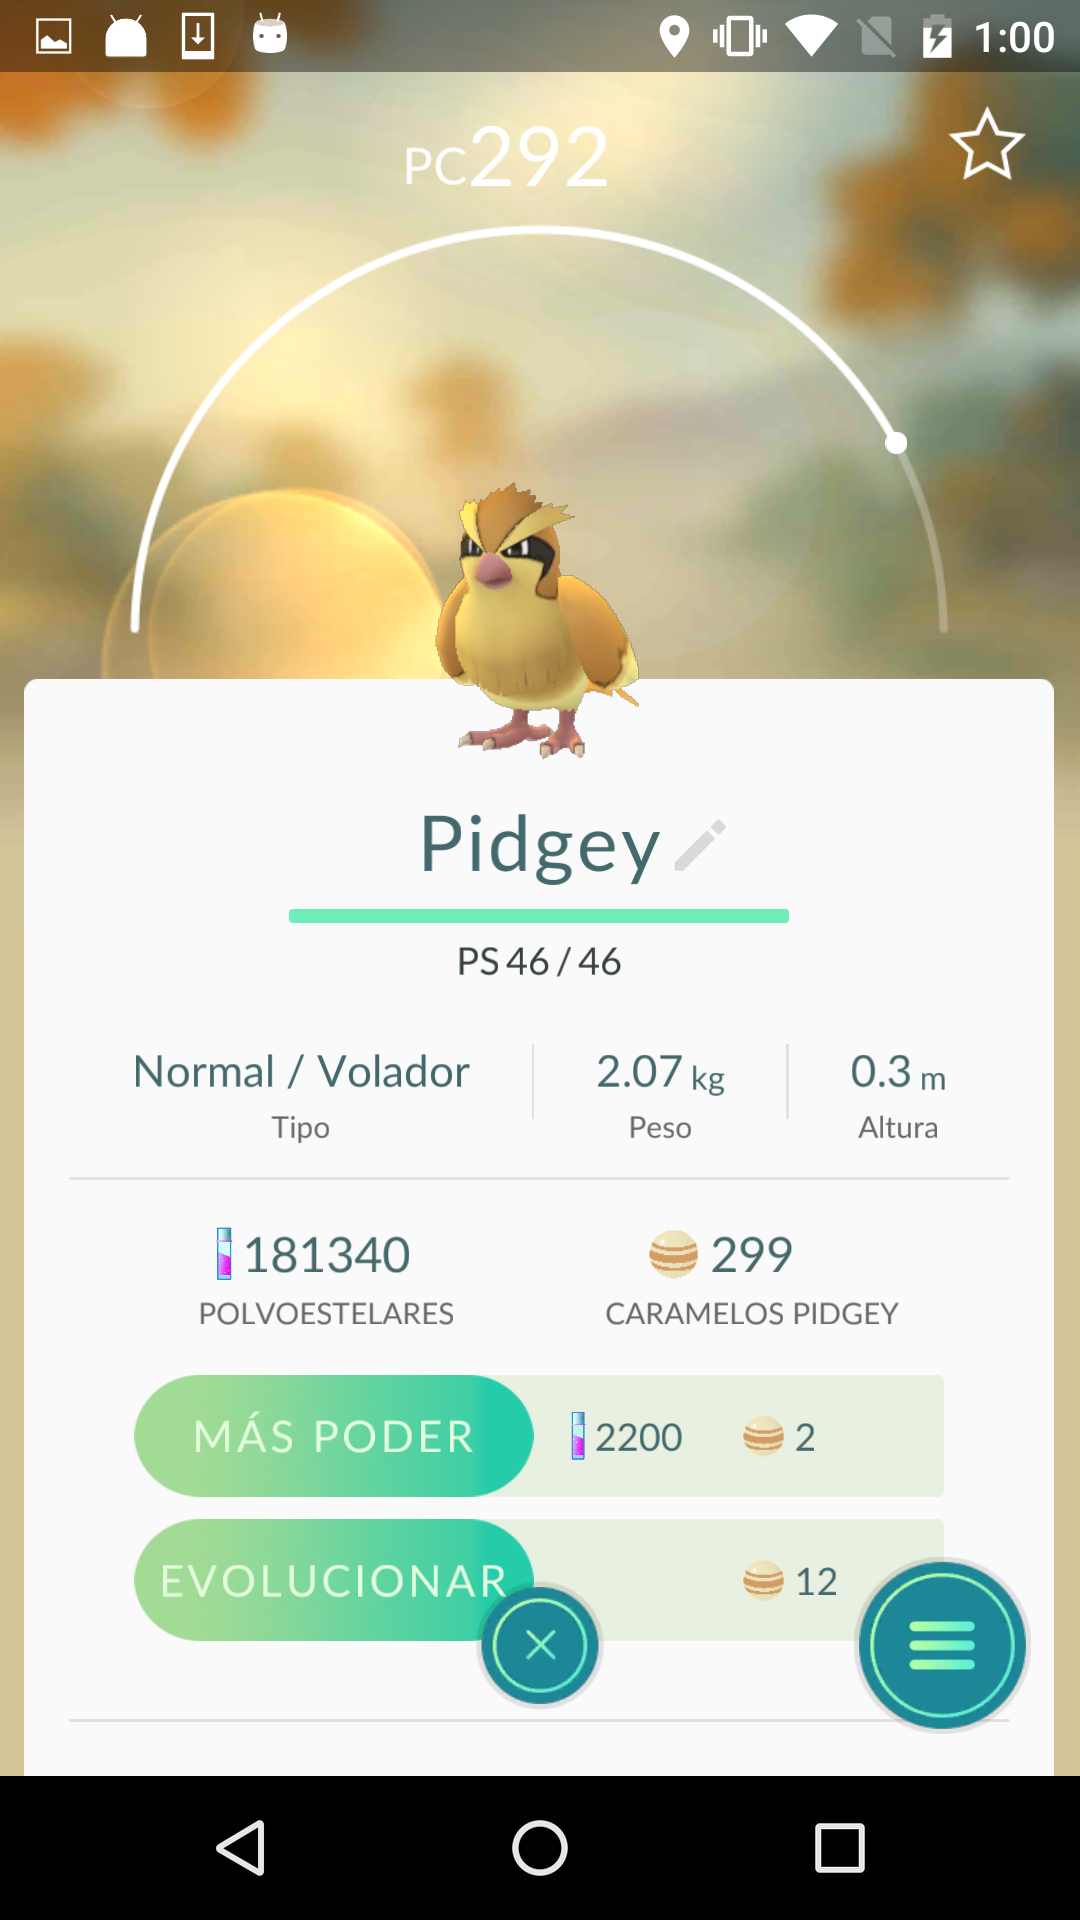 1:00
PC292
Pidgey
PS 46 / 46
Normal / Volador
2.07 kg
0.3 m
Tipo
Peso
Altura
181340
299
POLVOESTELARES
CARAMELOS PIDGEY
MÁS PODER
2200
2
EVOLUCIONAR
12